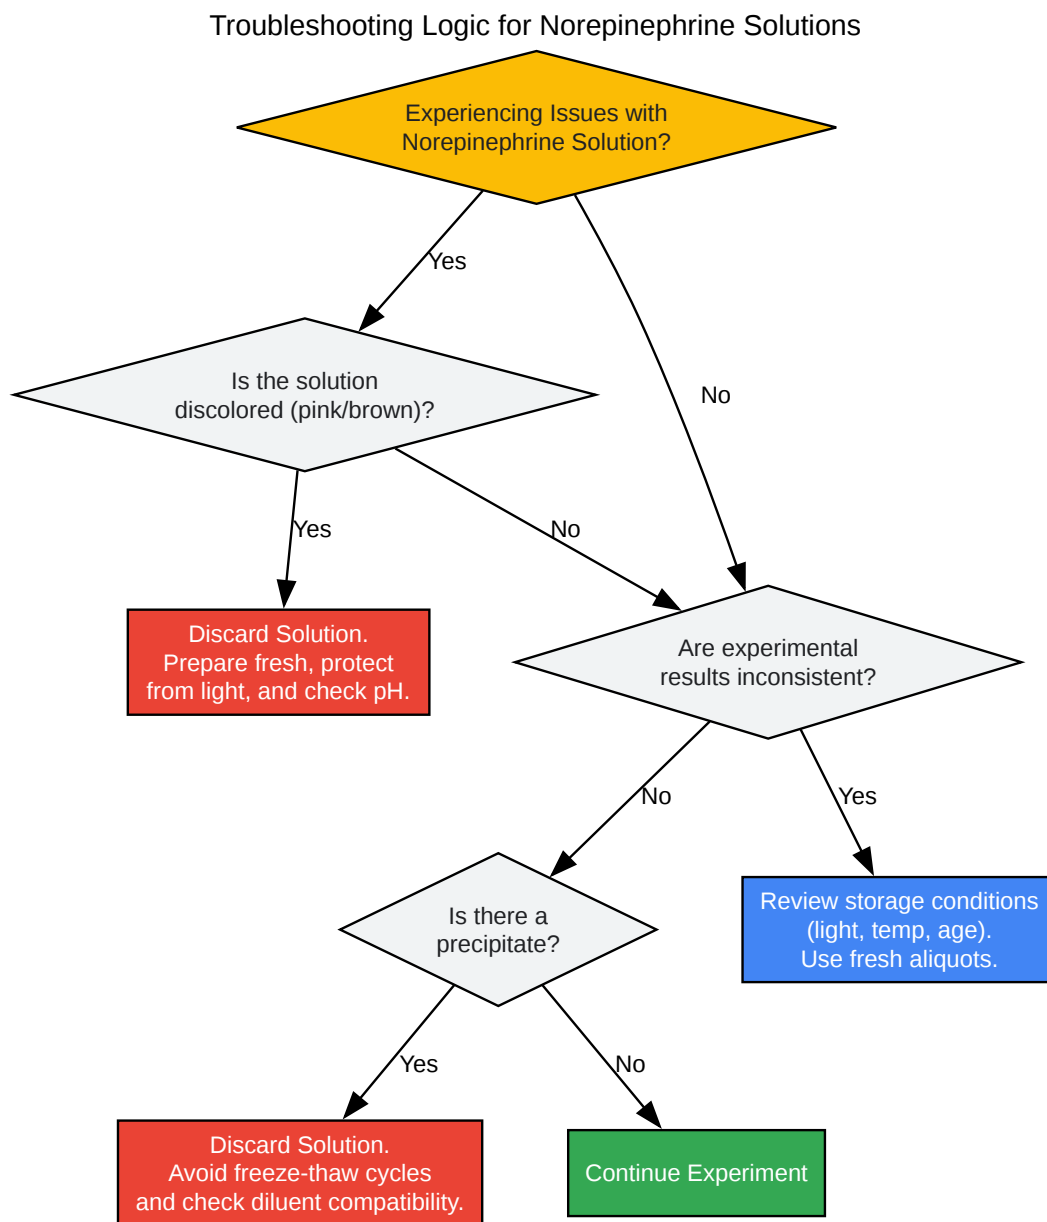 Troubleshooting Logic for Norepinephrine Solutions
Experiencing Issues with
Norepinephrine Solution?
Yes
No
Is the solution
discolored (pink/brown)?
Yes
No
Discard Solution.
Prepare fresh, protect
from light, and check pH.
Are experimental
results inconsistent?
No
Yes
Is there a
precipitate?
Review storage conditions
(light, temp, age).
Use fresh aliquots.
Yes
No
Discard Solution.
Avoid freeze-thaw cycles
and check diluent compatibility.
Continue Experiment